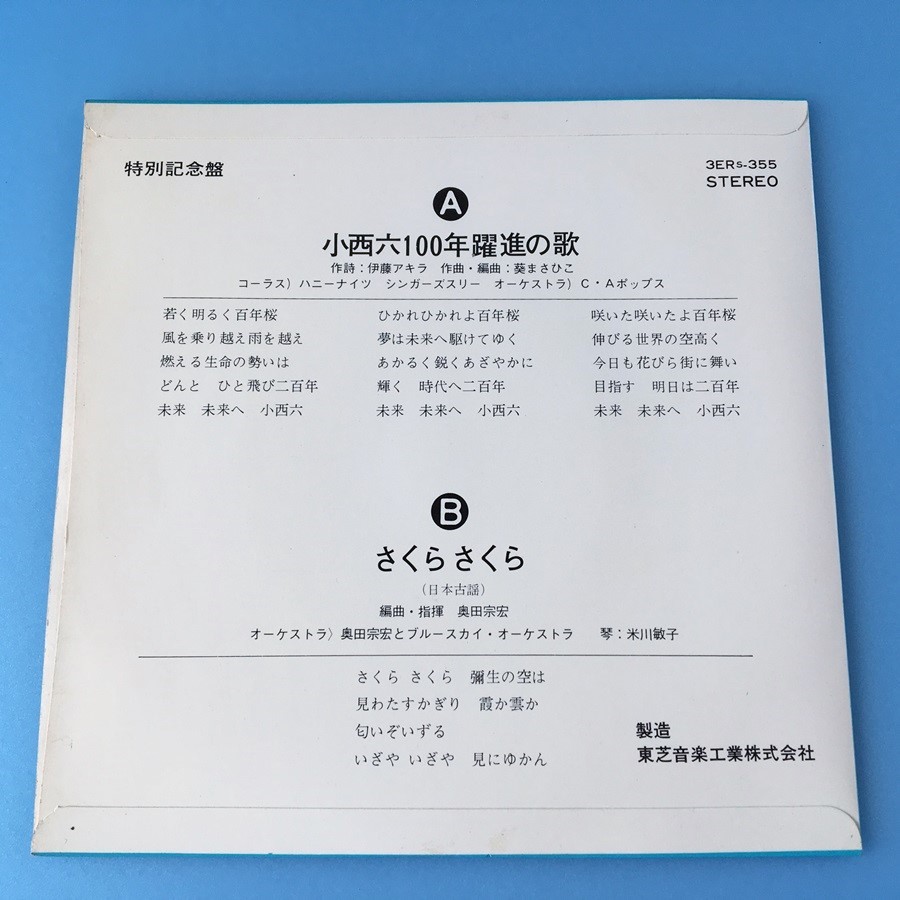 特別記念盤
3ERs-355
STEREO
A
小西六100年躍進の歌
作詩：伊藤アキラ 作曲・編曲：葵まさひこ
コーラス）ハニーナイツ シンガーズスリー オーケストラ）C・Aポップス
若く明るく百年桜
風を乗り越え雨を越え
燃える生命の勢いは
どんと ひと飛び二百年
未来 未来へ 小西六
ひかれひかれよ百年桜
夢は未来へ駆けてゆく
あかるく鋭くあざやかに
輝く 時代へ二百年
未来 未来へ 小西六
咲いた咲いたよ百年桜
伸びる世界の空高く
今日も花びら街に舞い
目指す 明日は二百年
未来 未来へ 小西六
B
さくら さくら
（日本古謡）
編曲・指揮 奥田宗宏
オーケストラ）奥田宗宏とブルースカイ・オーケストラ 琴：米川敏子
さくら さくら 彌生の空は
見わたすかぎり 霞か雲か
匂いぞいずる
いざや いざや 見にゆかん
製造
東芝音楽工業株式会社